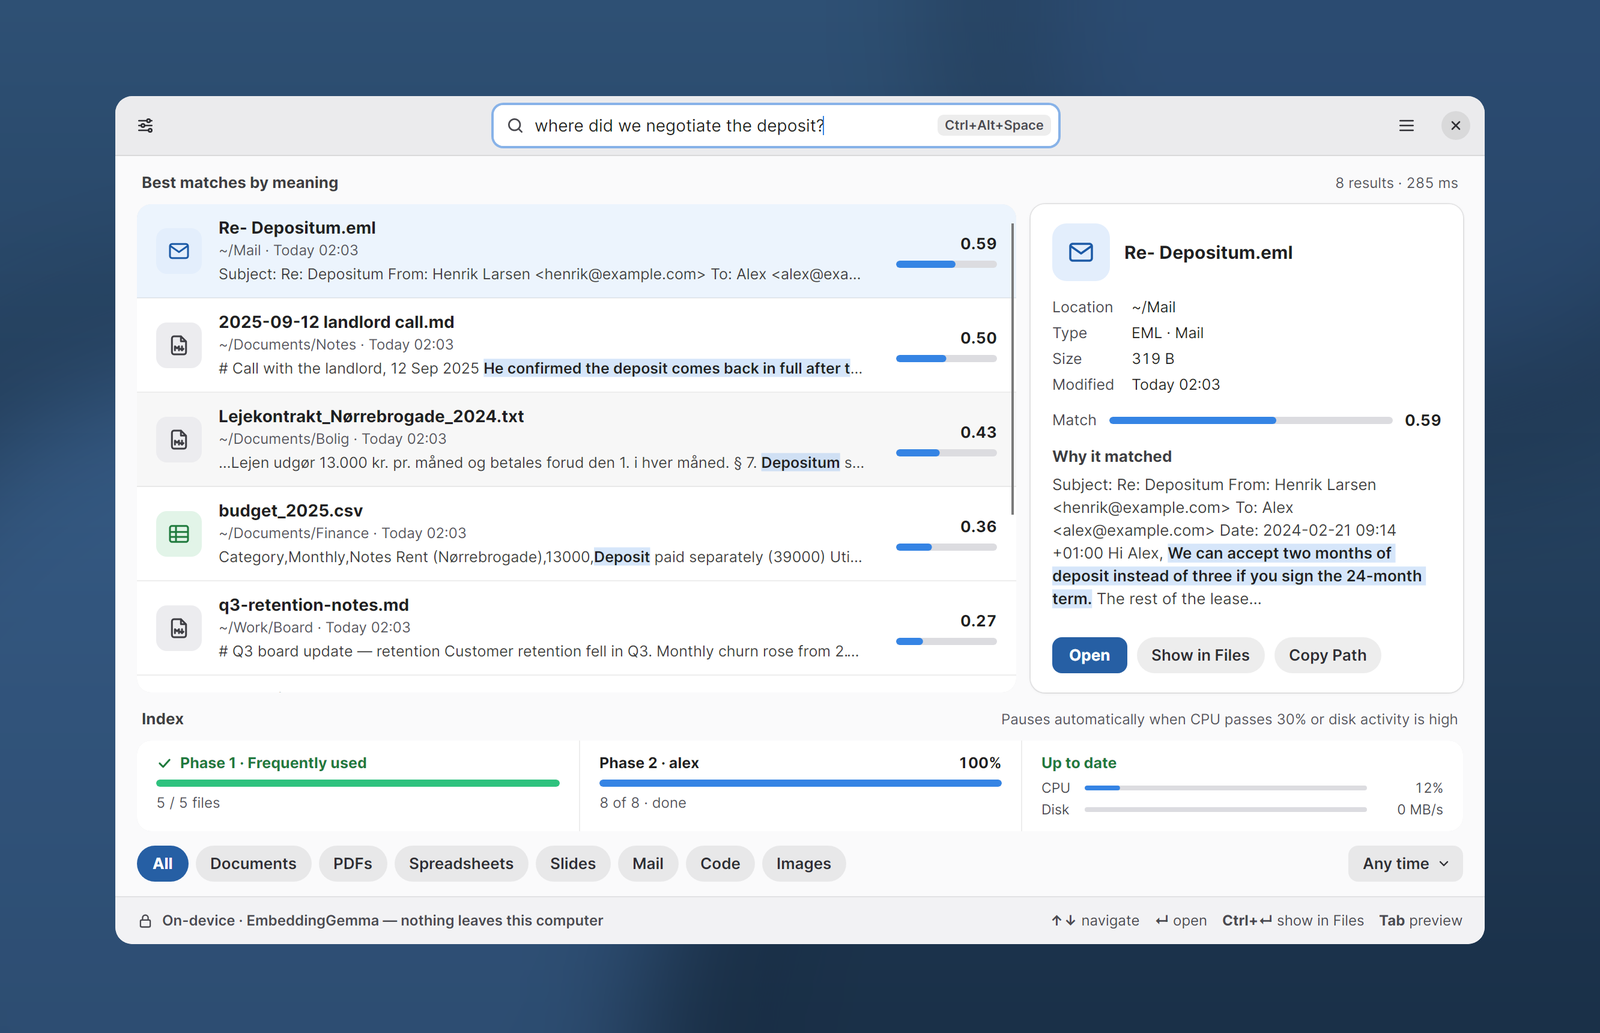 where did we negotiate the deposit?
Ctrl+Alt+Space
Best matches by meaning
8 results · 285 ms
Re- Depositum.eml
~/Mail · Today 02:03
Subject: Re: Depositum From: Henrik Larsen <henrik@example.com> To: Alex <alex@exa...
0.59
2025-09-12 landlord call.md
~/Documents/Notes · Today 02:03
# Call with the landlord, 12 Sep 2025 He confirmed the deposit comes back in full after t...
0.50
Lejekontrakt_Nørrebrogade_2024.txt
~/Documents/Bolig · Today 02:03
...Lejen udgør 13.000 kr. pr. måned og betales forud den 1. i hver måned. § 7. Depositum s...
0.43
budget_2025.csv
~/Documents/Finance · Today 02:03
Category,Monthly,Notes Rent (Nørrebrogade),13000,Deposit paid separately (39000) Uti...
0.36
q3-retention-notes.md
~/Work/Board · Today 02:03
# Q3 board update — retention Customer retention fell in Q3. Monthly churn rose from 2....
0.27
Re- Depositum.eml
Location ~/Mail
Type EML · Mail
Size 319 B
Modified Today 02:03
Match 0.59
Why it matched
Subject: Re: Depositum From: Henrik Larsen
<henrik@example.com> To: Alex
<alex@example.com> Date: 2024-02-21 09:14
+01:00 Hi Alex, We can accept two months of
deposit instead of three if you sign the 24-month
term. The rest of the lease...
Open
Show in Files
Copy Path
Index
Pauses automatically when CPU passes 30% or disk activity is high
Phase 1 · Frequently used
5 / 5 files
Phase 2 · alex 100%
8 of 8 · done
Up to date
CPU 12%
Disk 0 MB/s
All
Documents
PDFs
Spreadsheets
Slides
Mail
Code
Images
Any time
On-device · EmbeddingGemma — nothing leaves this computer
↑↓ navigate ↵ open Ctrl+↵ show in Files Tab preview